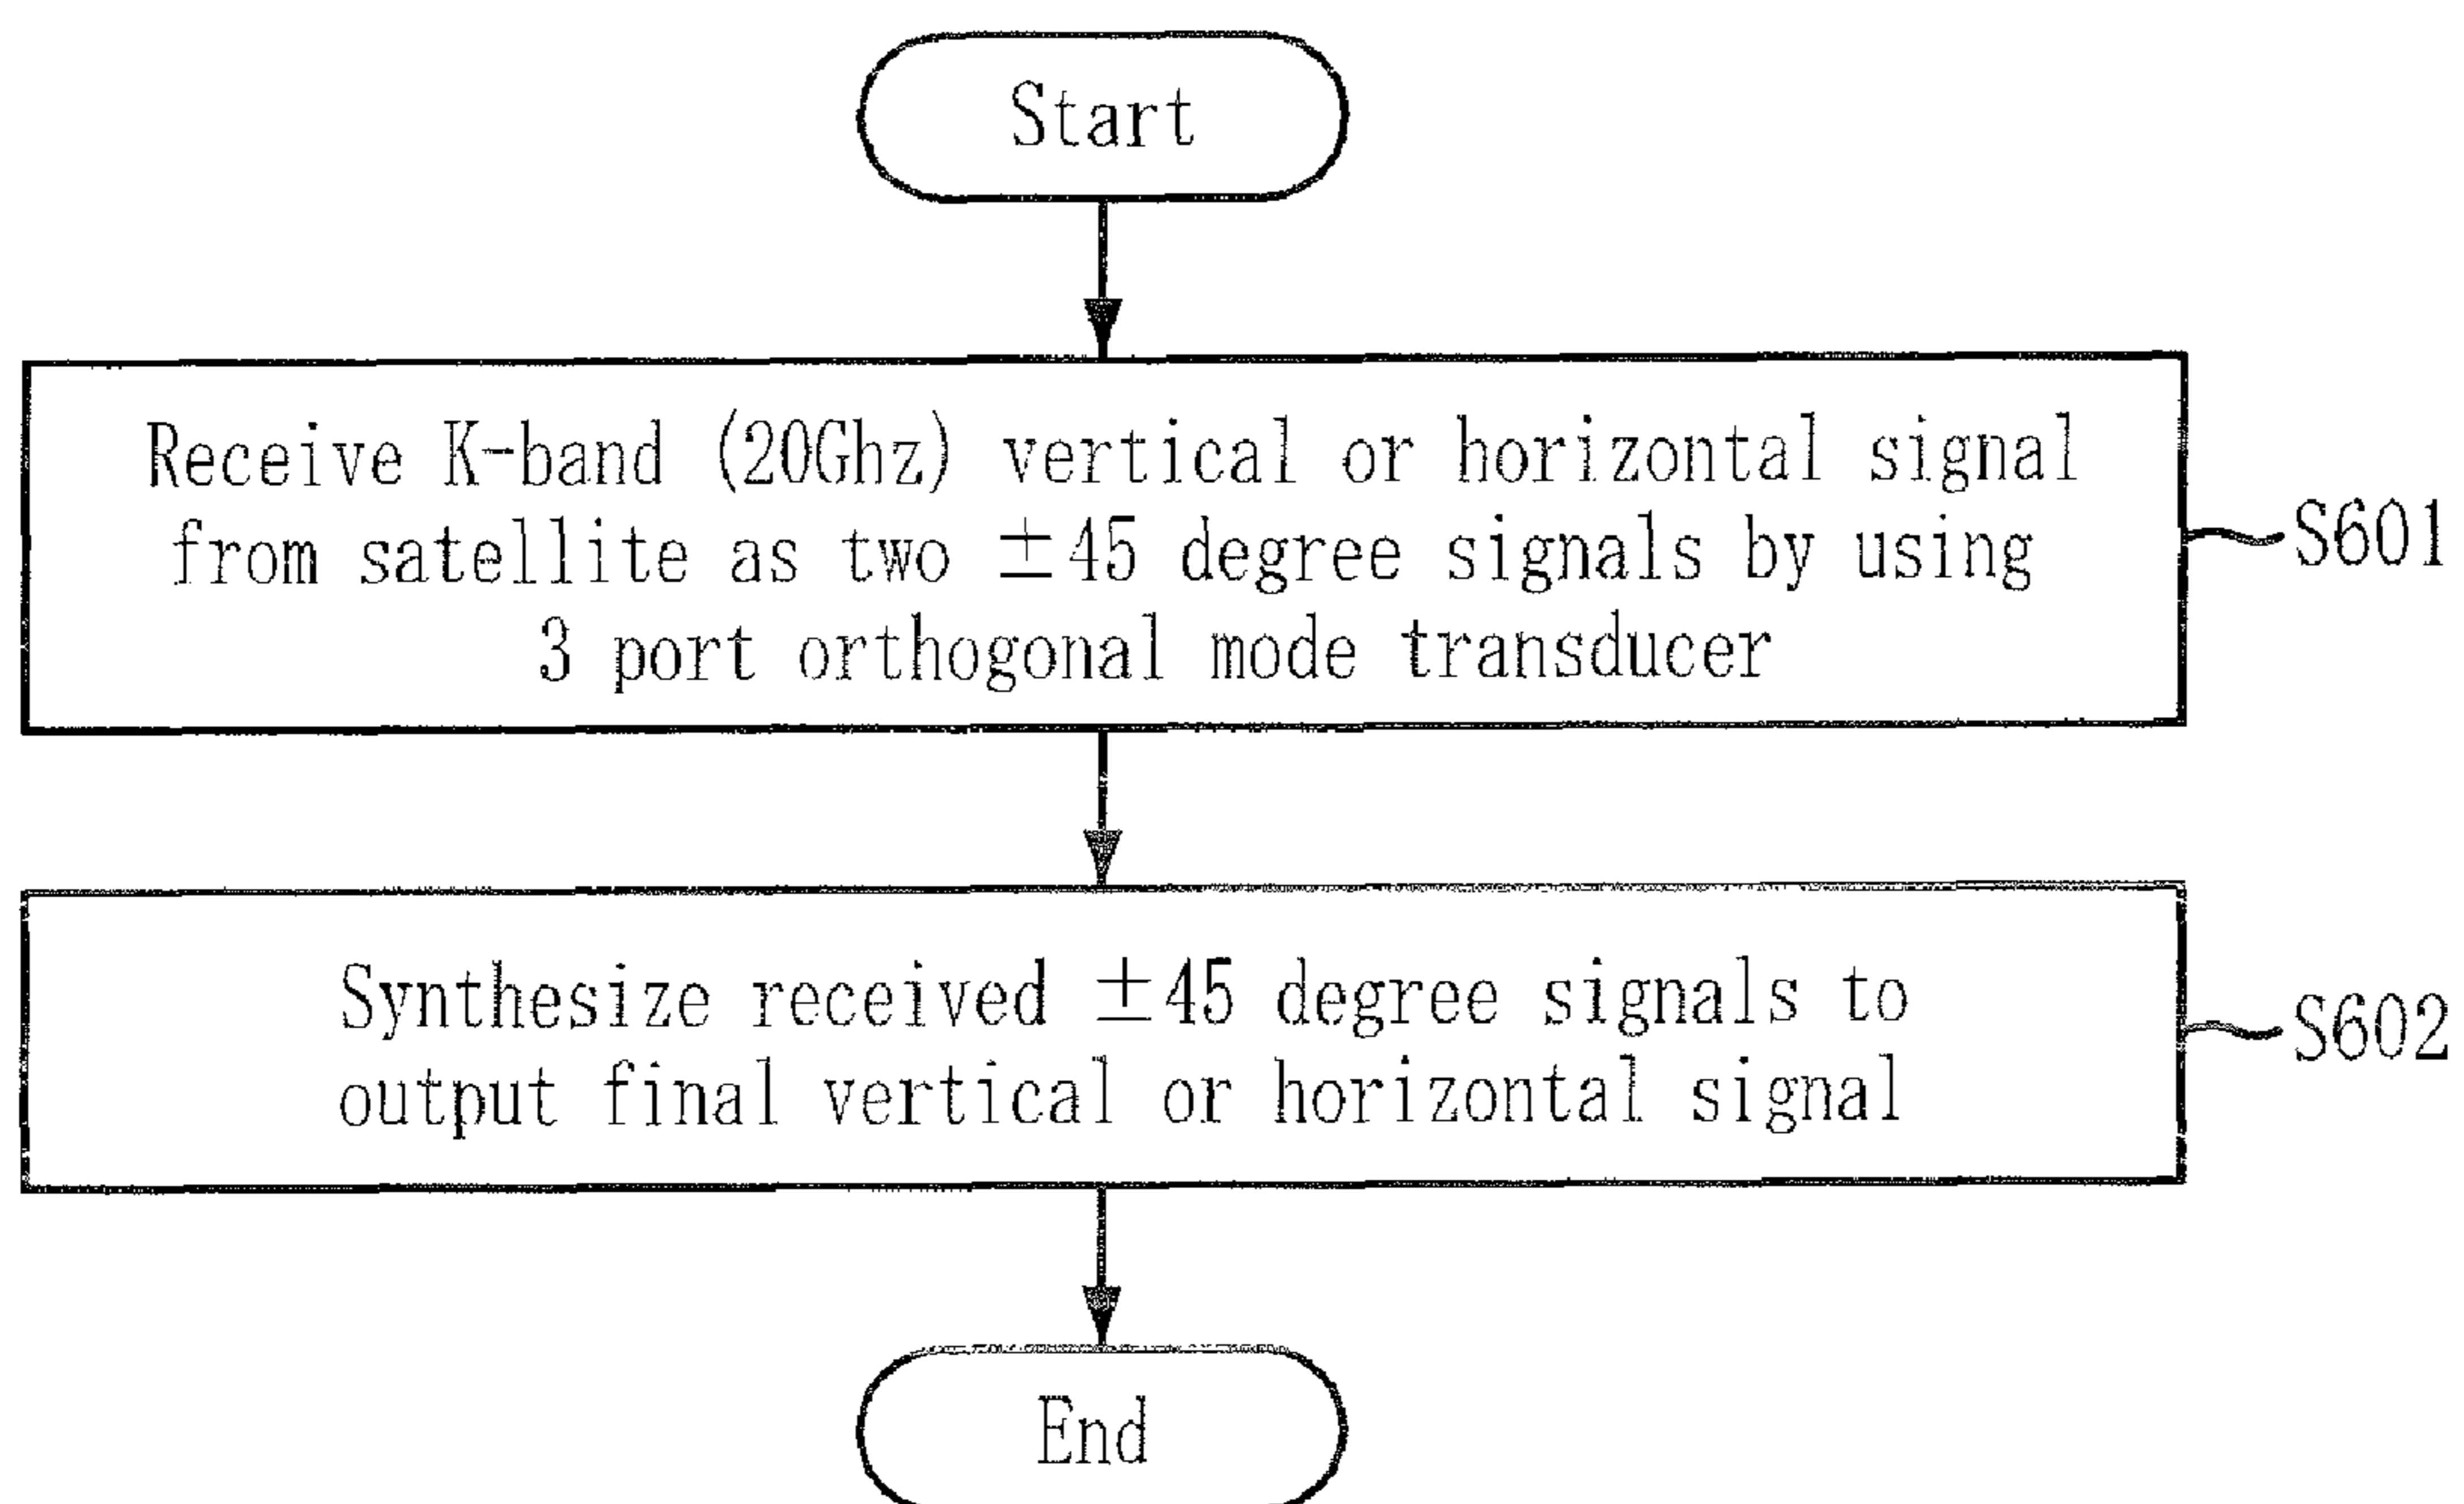 Start
Receive K-band (20Ghz) vertical or horizontal signal
from satellite as two ±45 degree signals by using
3 port orthogonal mode transducer
S601
Synthesize received ±45 degree signals to
output final vertical or horizontal signal
S602
End